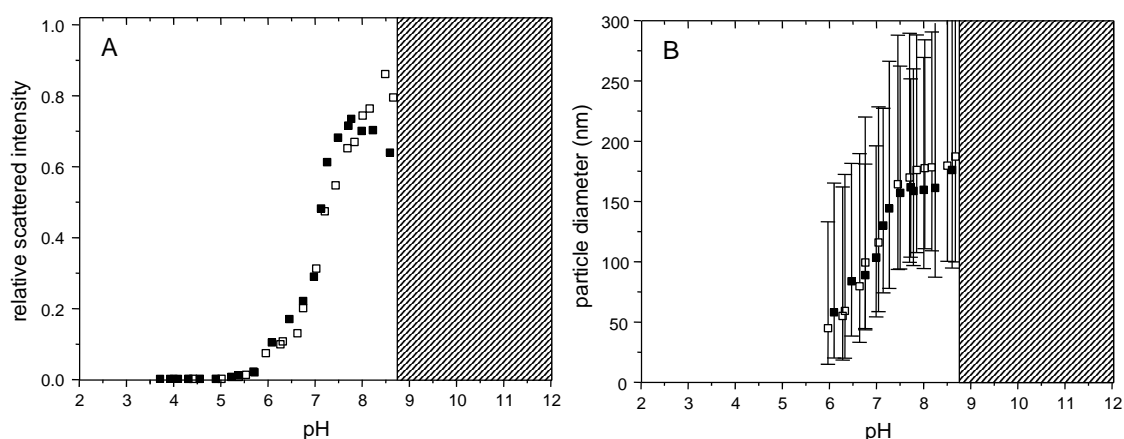 A
relative scattered intensity
1.0
0.8
0.6
0.4
0.2
0.0
2 3 4 5 6 7 8 9 10 11 12
pH
B
particle diameter (nm)
300
250
200
150
100
50
0
2 3 4 5 6 7 8 9 10 11 12
pH